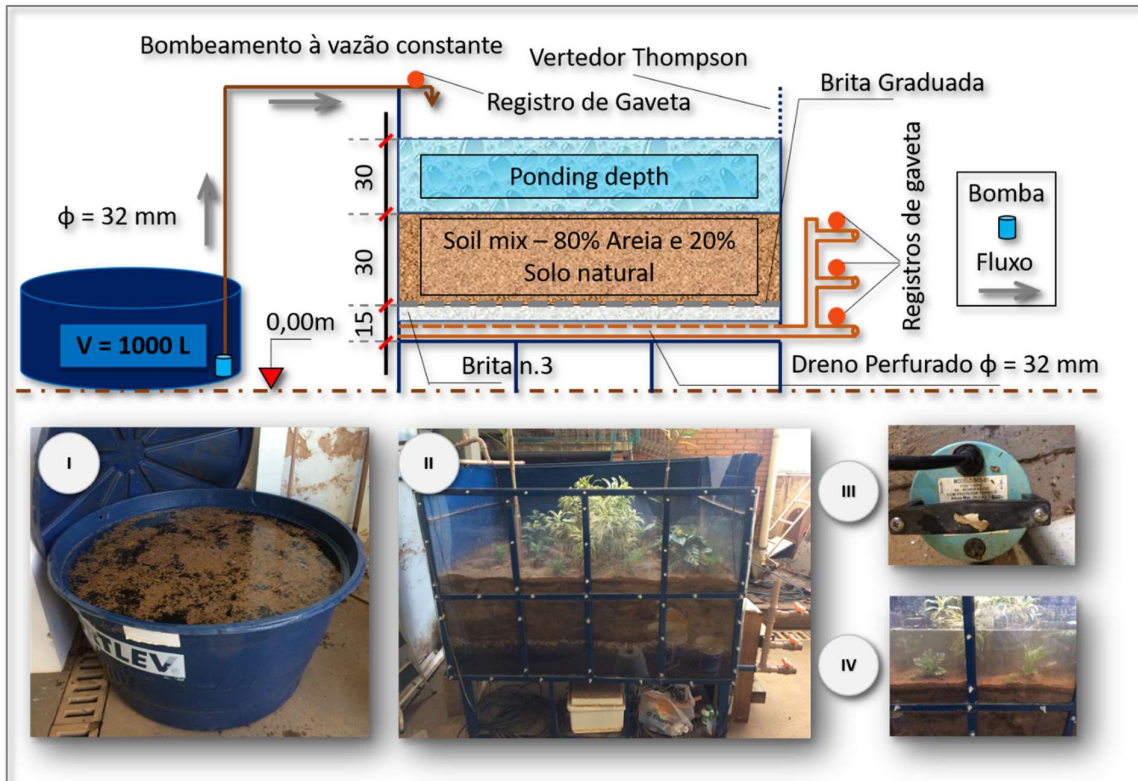 Bombeamento à vazão constante
Vertedor Thompson
Brita Graduada
Registro de Gaveta
30
Ponding depth
ϕ = 32 mm
30
Soil mix – 80% Areia e 20%
Solo natural
Registros de gaveta
Bomba
Fluxo
0,00m
15
V = 1000 L
Brita n.3
Dreno Perfurado ϕ = 32 mm
I
II
III
IV
TLEV